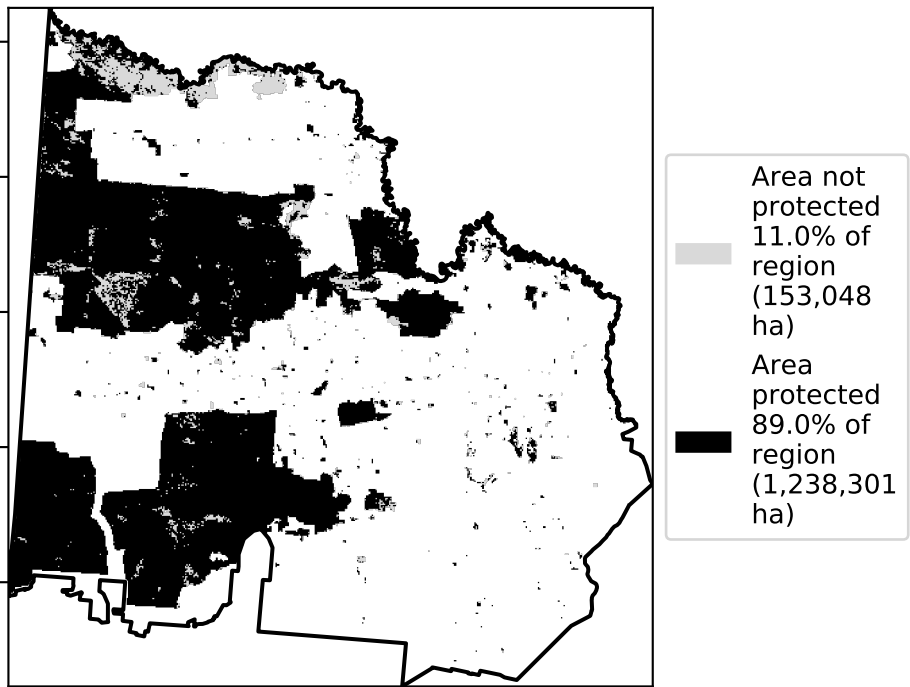 Area not
protected
11.0% of
region
(153,048
ha)
Area
protected
89.0% of
region
(1,238,301
ha)